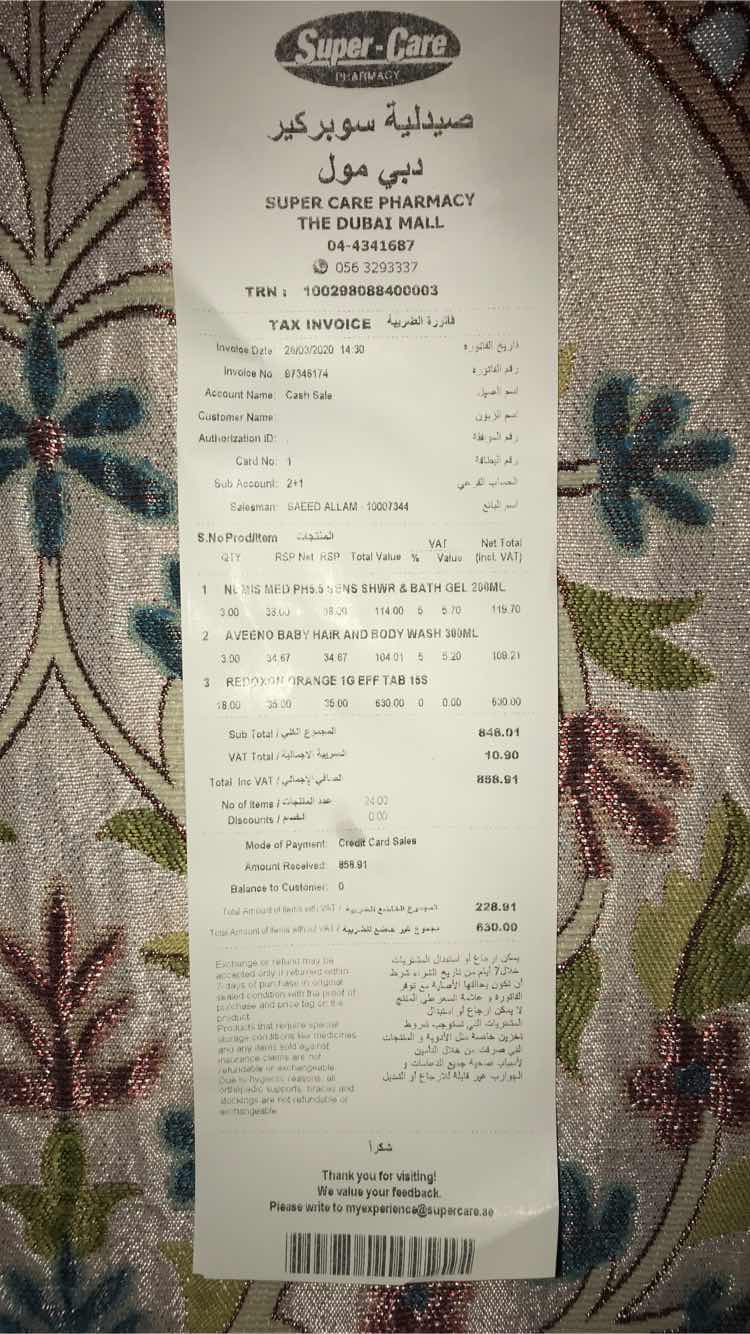 Super-Care
PHARMACY
صيدلية سوبركير
دبي مول
SUPER CARE PHARMACY
THE DUBAI MALL
04-4341687
056 3293337
TRN : 100298088400003
TAX INVOICE فاتورة الضريبية
Invoice Date 26/03/2020 14:30 تاريخ الفاتورة
Invoice No 87346174 رقم الفاتورة
Account Name: Cash Sale اسم العميل
Customer Name اسم الزبون
Authorization ID: رقم الموافقة
Card No: 1 رقم البطاقة
Sub Account: 2+1 الحساب الفرعي
Salesman: SAEED ALLAM - 10007344 اسم البائع
S.No Prod/Item المنتجات VAT Net Total
QTY RSP Net RSP Total Value % Value (incl. VAT)
1 MED PH5.5 SENS SHWR & BATH GEL 200ML
3.00 38.00 38.00 114.00 5 5.70 119.70
2 AVEENO BABY HAIR AND BODY WASH 300ML
3.00 34.67 34.67 104.01 5 5.20 109.21
3 REDOXON ORANGE 1G EFF TAB 15S
18.00 35.00 35.00 630.00 0 0.00 630.00
Sub Total / المجموع الكلي 848.01
VAT Total / الضريبة الاجمالية 10.90
Total Inc VAT / الصافي الإجمالي 858.91
No of Items / عدد المنتجات 24.00
Discounts / الخصم 0.00
Mode of Payment: Credit Card Sales
Amount Received: 858.91
Balance to Customer: 0
Total Amount of Items with VAT / المجموع الخاضع للضريبة 228.91
Total Amount of Items without VAT / مجموع غير خاضع للضريبة 630.00
Exchange or refund may be
accepted only if returned within
7 days of purchase in original
sealed condition with the proof of
purchase and price tag on the
product.
Products that require special
storage conditions like medicines
and any items sold against
insurance claims are not
refundable or exchangeable.
Due to hygienic reasons, all
orthopedic supports, braces and
stockings are not refundable or
exchangeable.
يمكن إرجاع أو استبدال المشتريات
خلال 7 أيام من تاريخ الشراء شرط
أن تكون بحالتها الأصلية مع توفر
الفاتورة و علامة السعر على المنتج
لا يمكن إرجاع أو استبدال
المشتريات التي تستوجب شروط
تخزين خاصة مثل الأدوية و المنتجات
التي صرفت من خلال التأمين
لأسباب صحية جميع الدعامات و
الجوارب غير قابلة للارجاع أو التبديل
شكراً
Thank you for visiting!
We value your feedback.
Please write to myexperience@supercare.ae